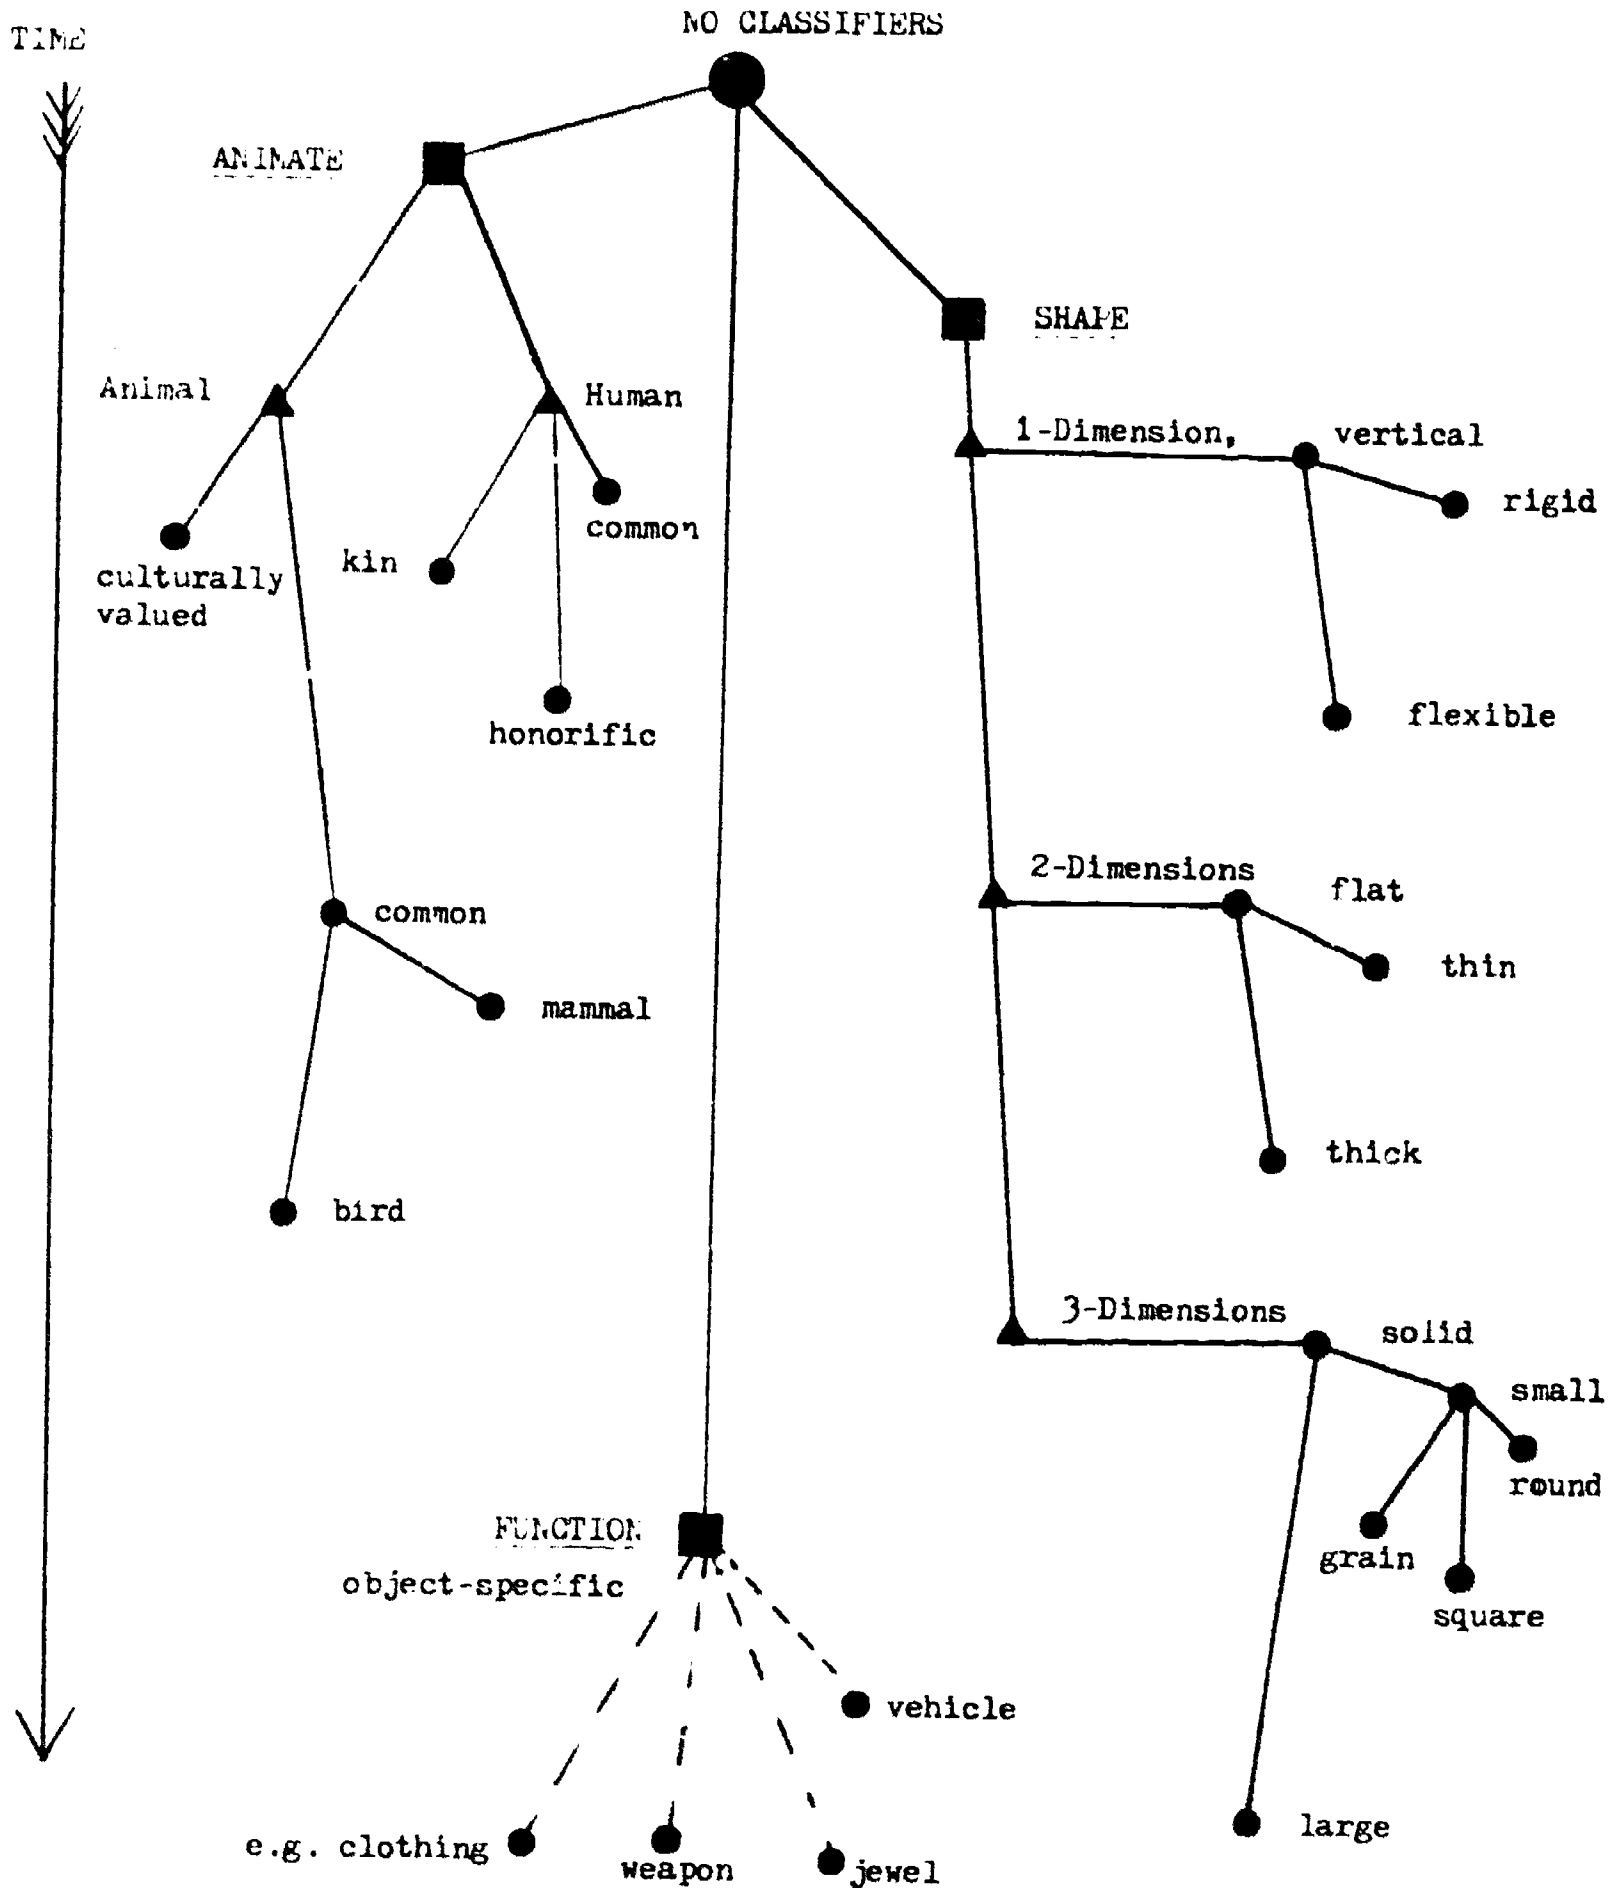 NO CLASSIFIERS
TIME
ANIMATE
SHAPE
Animal
Human
1-Dimension,
vertical
rigid
common
kin
culturally
valued
honorific
flexible
2-Dimensions
flat
common
thin
mammal
thick
bird
3-Dimensions
solid
small
round
FUNCTION
object-specific
grain
square
vehicle
large
e.g. clothing
weapon
jewel